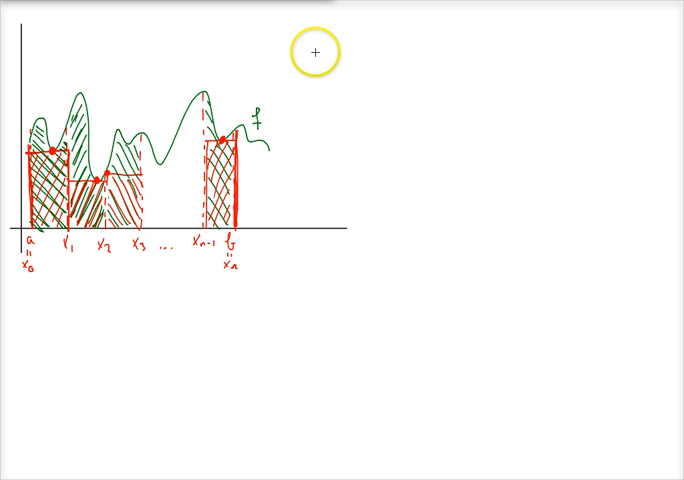 f
a x₁ x₂ x₃ ... xₙ₋₁ b
" "
x₀ xₙ